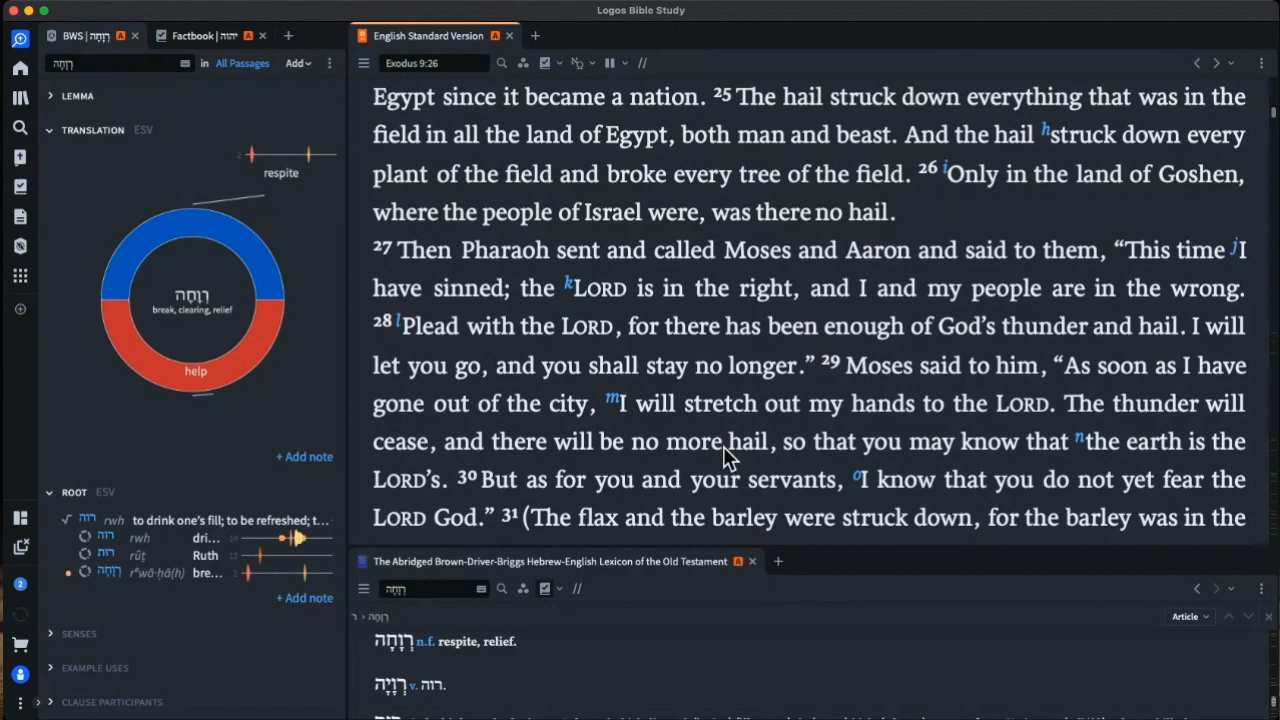 Logos Bible Study
BWS | רְוָחָה A
Factbook | יהוה A
English Standard Version A
רְוָחָה in All Passages Add
Exodus 9:26
LEMMA
TRANSLATION ESV
2
respite
רְוָחָה
break, clearing, relief
help
+ Add note
ROOT ESV
√ רוה rwh to drink one's fill; to be refreshed; t...
רוה rwh dri... 14
רוּת rûṯ Ruth 12
רְוָחָה rᵉwā·ḥā(h) bre... 2
+ Add note
SENSES
EXAMPLE USES
CLAUSE PARTICIPANTS
2
Egypt since it became a nation. 25 The hail struck down everything that was in the
field in all the land of Egypt, both man and beast. And the hail h struck down every
plant of the field and broke every tree of the field. 26 i Only in the land of Goshen,
where the people of Israel were, was there no hail.
27 Then Pharaoh sent and called Moses and Aaron and said to them, “This time j I
have sinned; the k LORD is in the right, and I and my people are in the wrong.
28 l Plead with the LORD, for there has been enough of God’s thunder and hail. I will
let you go, and you shall stay no longer.” 29 Moses said to him, “As soon as I have
gone out of the city, m I will stretch out my hands to the LORD. The thunder will
cease, and there will be no more hail, so that you may know that n the earth is the
LORD’s. 30 But as for you and your servants, o I know that you do not yet fear the
LORD God.” 31 (The flax and the barley were struck down, for the barley was in the
The Abridged Brown-Driver-Briggs Hebrew-English Lexicon of the Old Testament A
רְוָחָה
ר › רְוָחָה
Article
רְוָחָה n.f. respite, relief.
רְוָיָה v. רוה.